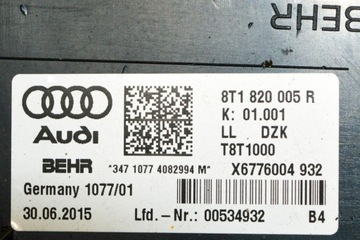 BEHR
Audi
8T1 820 005 R
K: 01.001
LL DZK
T8T1000
BEHR
*347 1077 4082994 M*
X6776004 932
Germany 1077/01
30.06.2015
Lfd.-Nr.: 00534932
B4